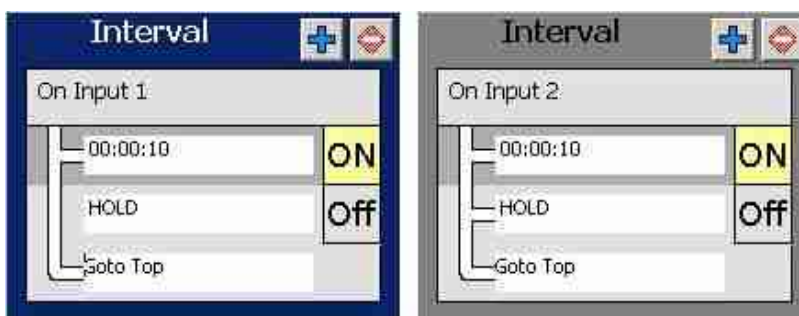 Interval
On Input 1
00:00:10
ON
HOLD
Off
Goto Top
Interval
On Input 2
00:00:10
ON
HOLD
Off
Goto Top